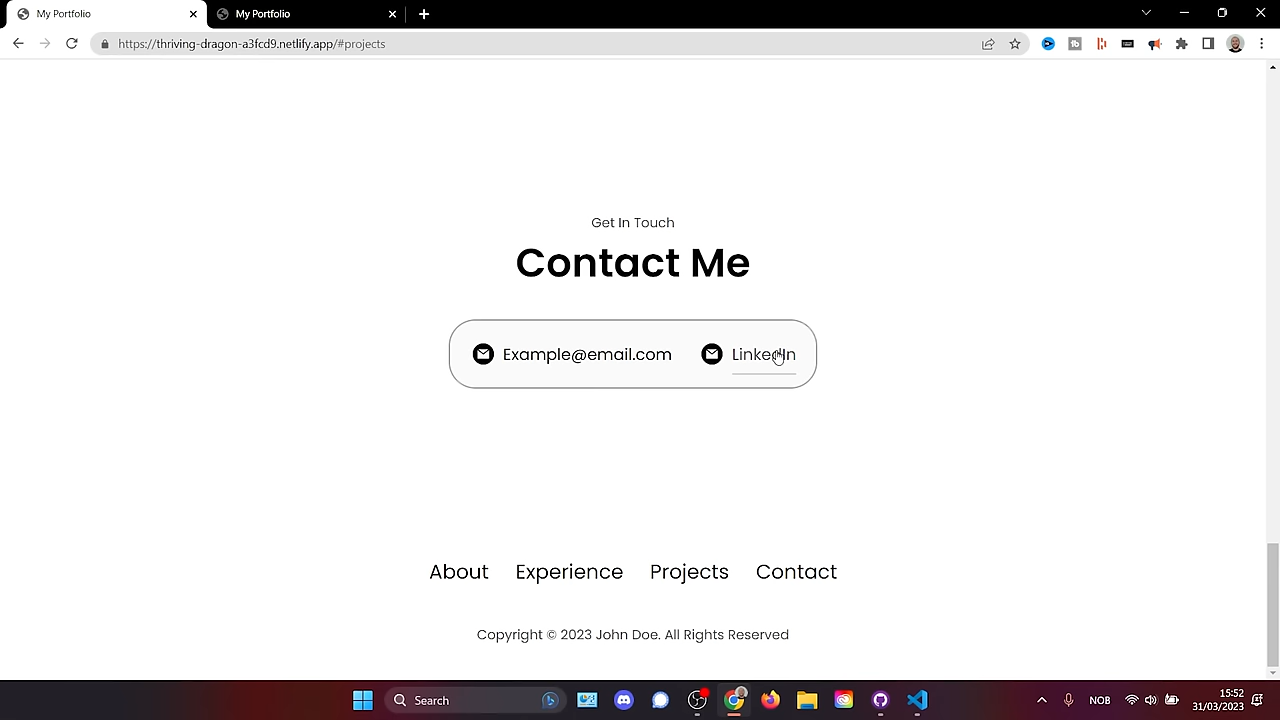 My Portfolio
My Portfolio
https://thriving-dragon-a3fcd9.netlify.app/#projects
Get In Touch
Contact Me
Example@email.com
LinkedIn
About Experience Projects Contact
Copyright © 2023 John Doe. All Rights Reserved
Search
NOB
15:52
31/03/2023